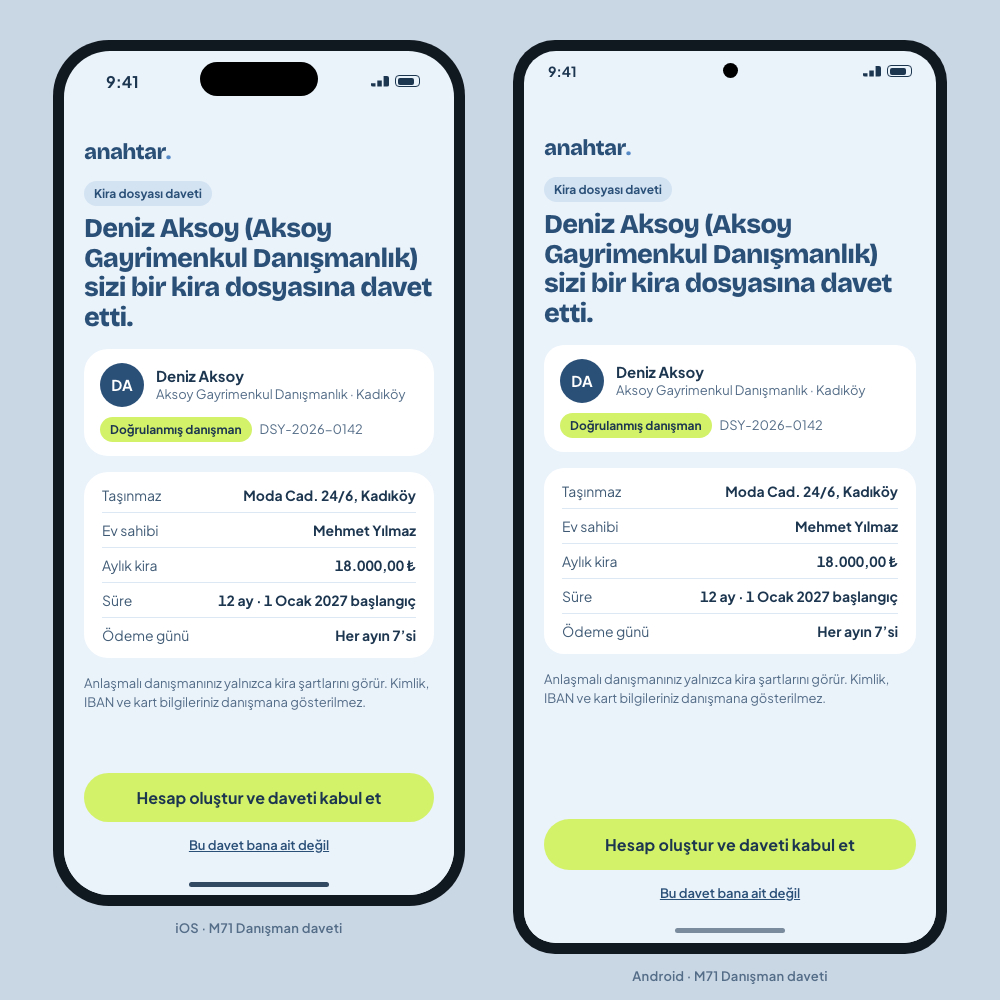 9:41
anahtar.
Kira dosyası daveti
Deniz Aksoy (Aksoy
Gayrimenkul Danışmanlık)
sizi bir kira dosyasına davet
etti.
DA
Deniz Aksoy
Aksoy Gayrimenkul Danışmanlık · Kadıköy
Doğrulanmış danışman DSY-2026-0142
Taşınmaz Moda Cad. 24/6, Kadıköy
Ev sahibi Mehmet Yılmaz
Aylık kira 18.000,00 ₺
Süre 12 ay · 1 Ocak 2027 başlangıç
Ödeme günü Her ayın 7’si
Anlaşmalı danışmanınız yalnızca kira şartlarını görür. Kimlik,
IBAN ve kart bilgileriniz danışmana gösterilmez.
Hesap oluştur ve daveti kabul et
Bu davet bana ait değil
iOS · M71 Danışman daveti
9:41
anahtar.
Kira dosyası daveti
Deniz Aksoy (Aksoy
Gayrimenkul Danışmanlık)
sizi bir kira dosyasına davet
etti.
DA
Deniz Aksoy
Aksoy Gayrimenkul Danışmanlık · Kadıköy
Doğrulanmış danışman DSY-2026-0142
Taşınmaz Moda Cad. 24/6, Kadıköy
Ev sahibi Mehmet Yılmaz
Aylık kira 18.000,00 ₺
Süre 12 ay · 1 Ocak 2027 başlangıç
Ödeme günü Her ayın 7’si
Anlaşmalı danışmanınız yalnızca kira şartlarını görür. Kimlik,
IBAN ve kart bilgileriniz danışmana gösterilmez.
Hesap oluştur ve daveti kabul et
Bu davet bana ait değil
Android · M71 Danışman daveti